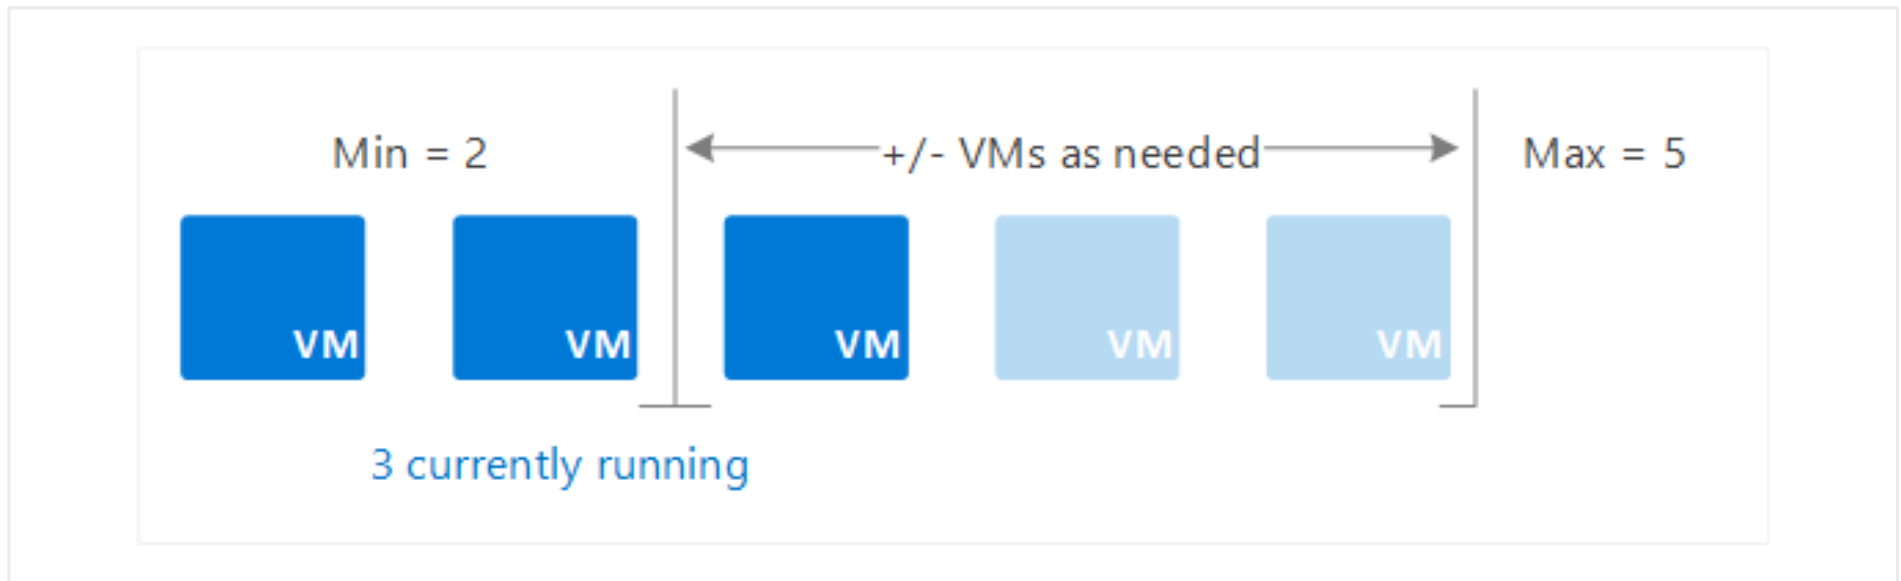 Min = 2
+/- VMs as needed
Max = 5
VM
VM
VM
VM
VM
3 currently running